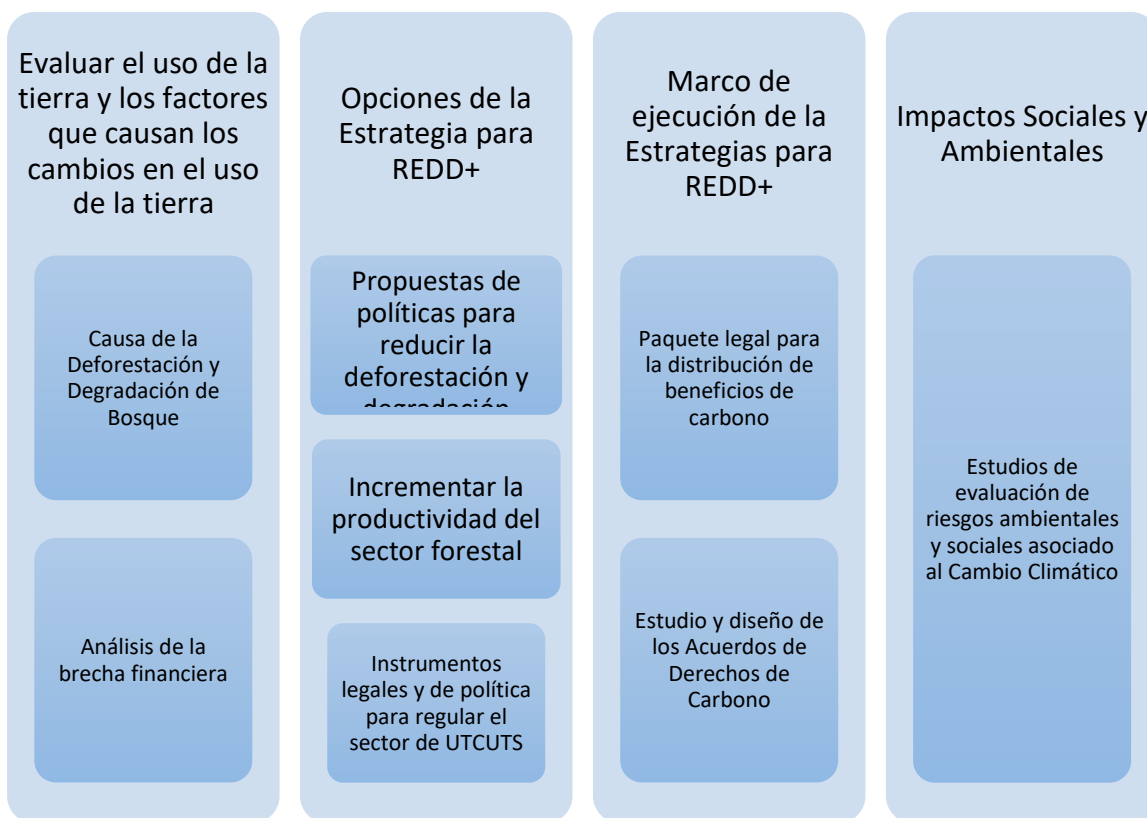 Evaluar el uso de la
tierra y los factores
que causan los
cambios en el uso
de la tierra
Causa de la
Deforestación y
Degradación de
Bosque
Análisis de la
brecha financiera
Opciones de la
Estrategia para
REDD+
Propuestas de
políticas para
reducir la
deforestación y
degradación
Incrementar la
productividad del
sector forestal
Instrumentos
legales y de política
para regular el
sector de UTCUTS
Marco de
ejecución de la
Estrategias para
REDD+
Paquete legal para
la distribución de
beneficios de
carbono
Estudio y diseño de
los Acuerdos de
Derechos de
Carbono
Impactos Sociales y
Ambientales
Estudios de
evaluación de
riesgos ambientales
y sociales asociado
al Cambio Climático